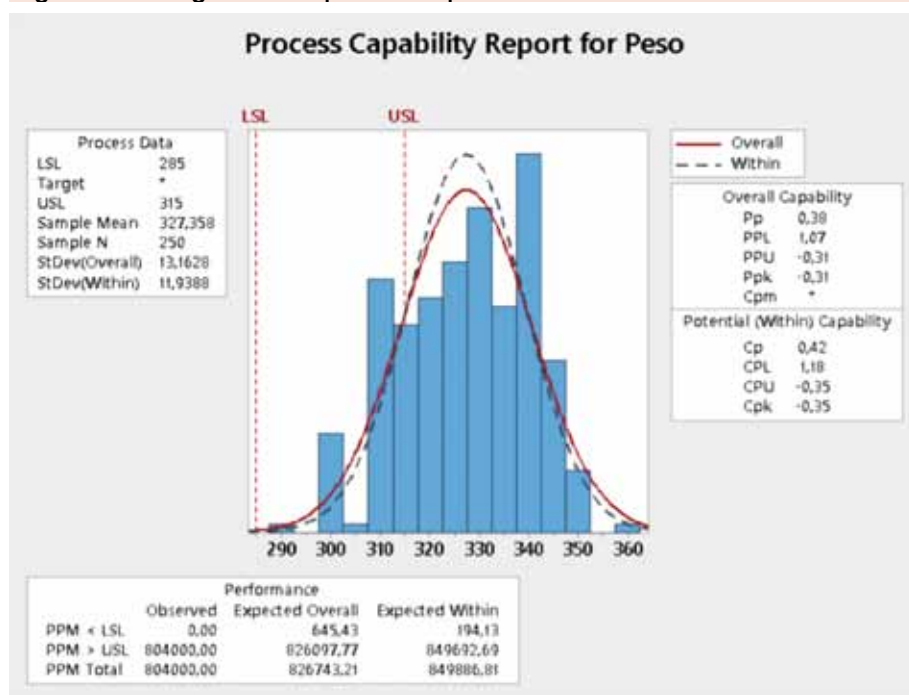 Process Capability Report for Peso
LSL USL
Process Data
LSL 285
Target *
USL 315
Sample Mean 327,358
Sample N 250
StDev(Overall) 13,1628
StDev(Within) 11,9388
Overall
Within
Overall Capability
Pp 0,38
PPL 1,07
PPU -0,31
Ppk -0,31
Cpm *
Potential (Within) Capability
Cp 0,42
CPL 1,18
CPU -0,35
Cpk -0,35
290 300 310 320 330 340 350 360
Performance
Observed Expected Overall Expected Within
PPM < LSL 0,00 645,43 194,13
PPM > USL 804000,00 826097,77 849692,69
PPM Total 804000,00 826743,21 849886,81